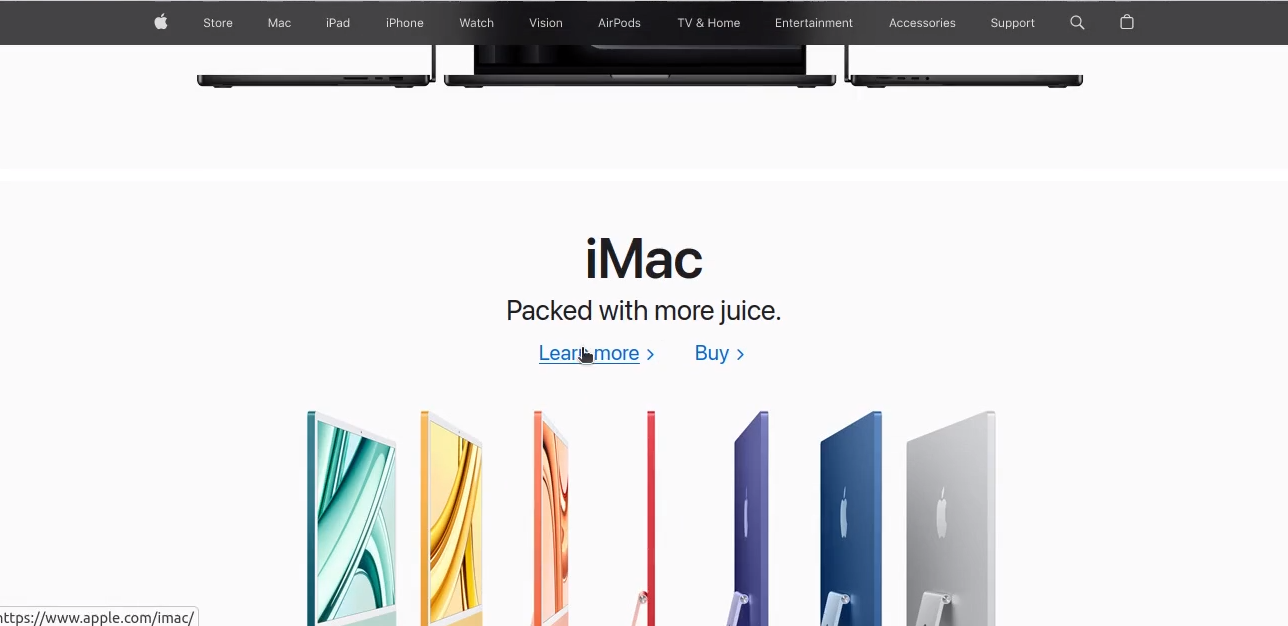 Store Mac iPad iPhone Watch Vision AirPods TV & Home Entertainment Accessories Support
iMac
Packed with more juice.
Learn more > Buy >
https://www.apple.com/imac/